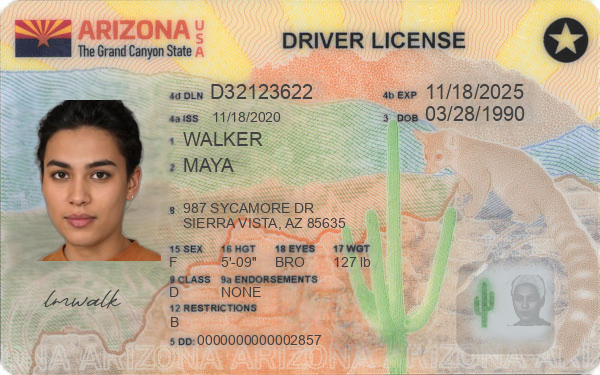 ARIZONA USA
The Grand Canyon State
DRIVER LICENSE
4d DLN D32123622
4b EXP 11/18/2025
4a ISS 11/18/2020
3 DOB 03/28/1990
1 WALKER
2 MAYA
8 987 SYCAMORE DR
SIERRA VISTA, AZ 85635
15 SEX 16 HGT 18 EYES 17 WGT
F 5'-09" BRO 127 lb
9 CLASS 9a ENDORSEMENTS
D NONE
12 RESTRICTIONS
B
5 DD: 0000000000002857
lmwalk
ARIZONA ARIZONA ARIZONA ARIZONA